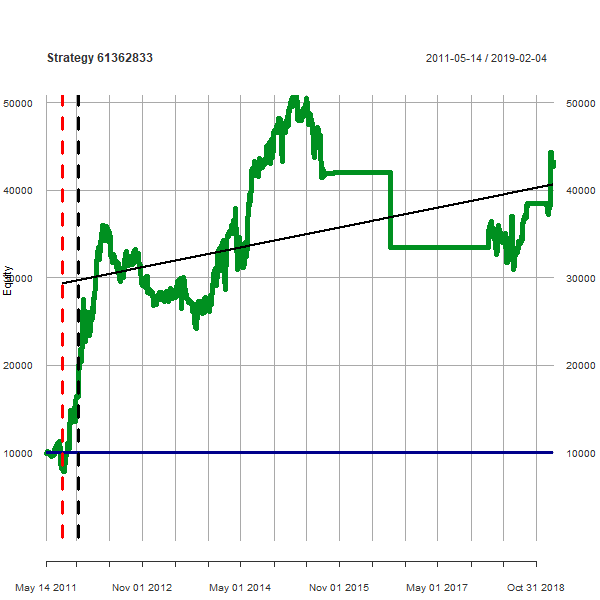 Strategy 61362833
2011-05-14 / 2019-02-04
50000
50000
40000
40000
Equity
30000
30000
20000
20000
10000
10000
May 14 2011
Nov 01 2012
May 01 2014
Nov 01 2015
May 01 2017
Oct 31 2018